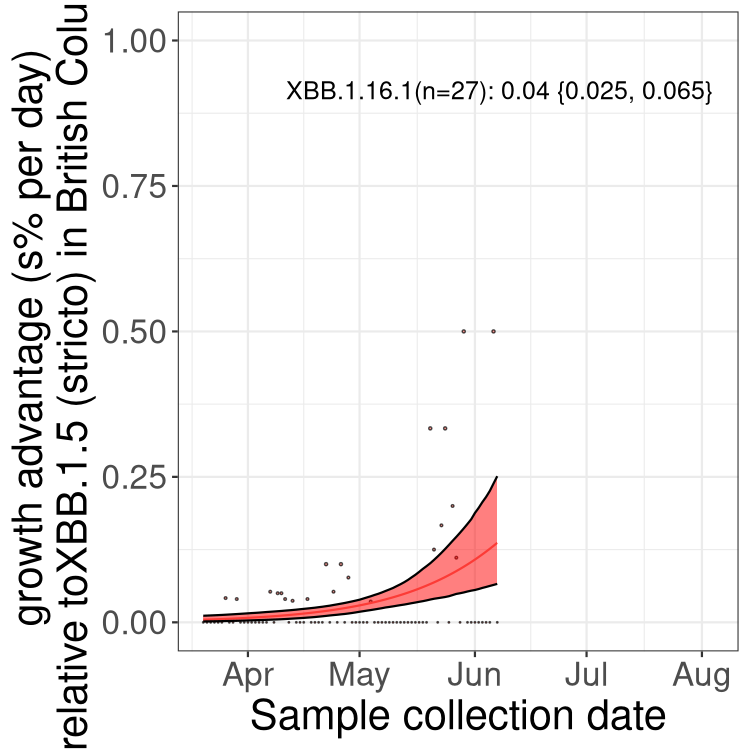 growth advantage (s% per day)
relative toXBB.1.5 (stricto) in British Colu
1.00
0.75
0.50
0.25
0.00
XBB.1.16.1(n=27): 0.04 {0.025, 0.065}
Apr May Jun Jul Aug
Sample collection date